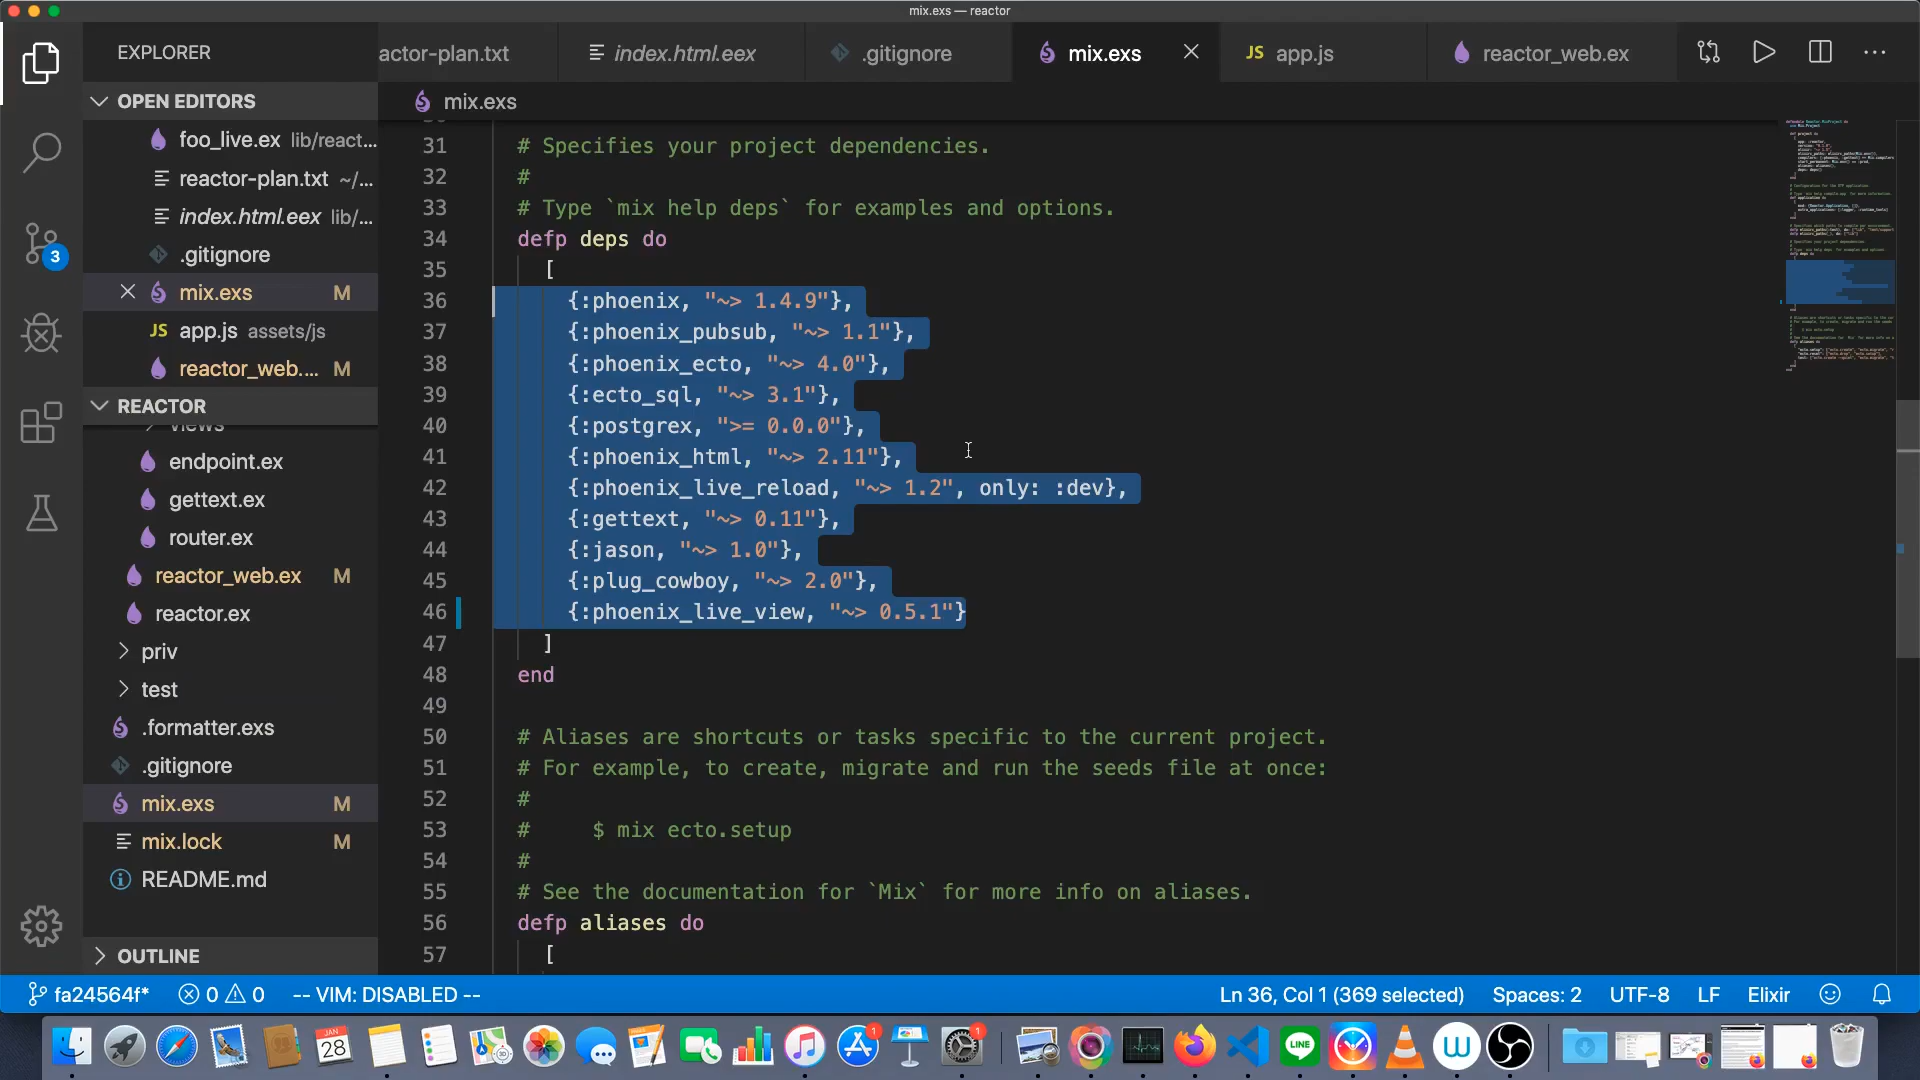 mix.exs — reactor
EXPLORER
actor-plan.txt
index.html.eex
.gitignore
mix.exs
JS app.js
reactor_web.ex
OPEN EDITORS
foo_live.ex lib/react...
reactor-plan.txt ~/...
index.html.eex lib/...
.gitignore
mix.exs M
JS app.js assets/js
reactor_web.... M
REACTOR
views
endpoint.ex
gettext.ex
router.ex
reactor_web.ex M
reactor.ex
priv
test
.formatter.exs
.gitignore
mix.exs M
mix.lock M
README.md
OUTLINE
3
mix.exs
31 # Specifies your project dependencies.
32 #
33 # Type `mix help deps` for examples and options.
34 defp deps do
35 [
36 {:phoenix, "~> 1.4.9"},
37 {:phoenix_pubsub, "~> 1.1"},
38 {:phoenix_ecto, "~> 4.0"},
39 {:ecto_sql, "~> 3.1"},
40 {:postgrex, ">= 0.0.0"},
41 {:phoenix_html, "~> 2.11"},
42 {:phoenix_live_reload, "~> 1.2", only: :dev},
43 {:gettext, "~> 0.11"},
44 {:jason, "~> 1.0"},
45 {:plug_cowboy, "~> 2.0"},
46 {:phoenix_live_view, "~> 0.5.1"}
47 ]
48 end
49
50 # Aliases are shortcuts or tasks specific to the current project.
51 # For example, to create, migrate and run the seeds file at once:
52 #
53 # $ mix ecto.setup
54 #
55 # See the documentation for `Mix` for more info on aliases.
56 defp aliases do
57 [
fa24564f* 0 0 -- VIM: DISABLED -- Ln 36, Col 1 (369 selected) Spaces: 2 UTF-8 LF Elixir
JAN
28
1
1
LINE